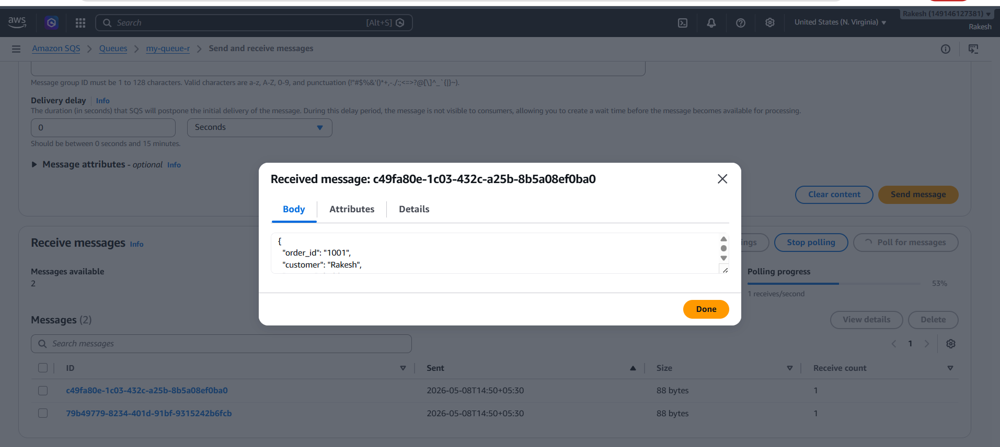 aws
Search [Alt+S]
United States (N. Virginia)
Rakesh (149146127381)
Rakesh
Amazon SQS > Queues > my-queue-r > Send and receive messages
Message group ID must be 1 to 128 characters. Valid characters are a-z, A-Z, 0-9, and punctuation (!"#$%&'()*+,-./:;<=>?@[\]^_`{|}~).
Delivery delay Info
The duration (in seconds) that SQS will postpone the initial delivery of the message. During this delay period, the message is not visible to consumers, allowing you to create a wait time before the message becomes available for processing.
0 Seconds
Should be between 0 seconds and 15 minutes.
Message attributes - optional Info
Clear content Send message
Received message: c49fa80e-1c03-432c-a25b-8b5a08ef0ba0
Body Attributes Details
{
"order_id": "1001",
"customer": "Rakesh",
Done
Receive messages Info
ings Stop polling Poll for messages
Messages available
2
Polling progress
53%
1 receives/second
Messages (2)
View details Delete
Search messages
1
ID Sent Size Receive count
c49fa80e-1c03-432c-a25b-8b5a08ef0ba0 2026-05-08T14:50+05:30 88 bytes 1
79b49779-8234-401d-91bf-9315242b6fcb 2026-05-08T14:50+05:30 88 bytes 1